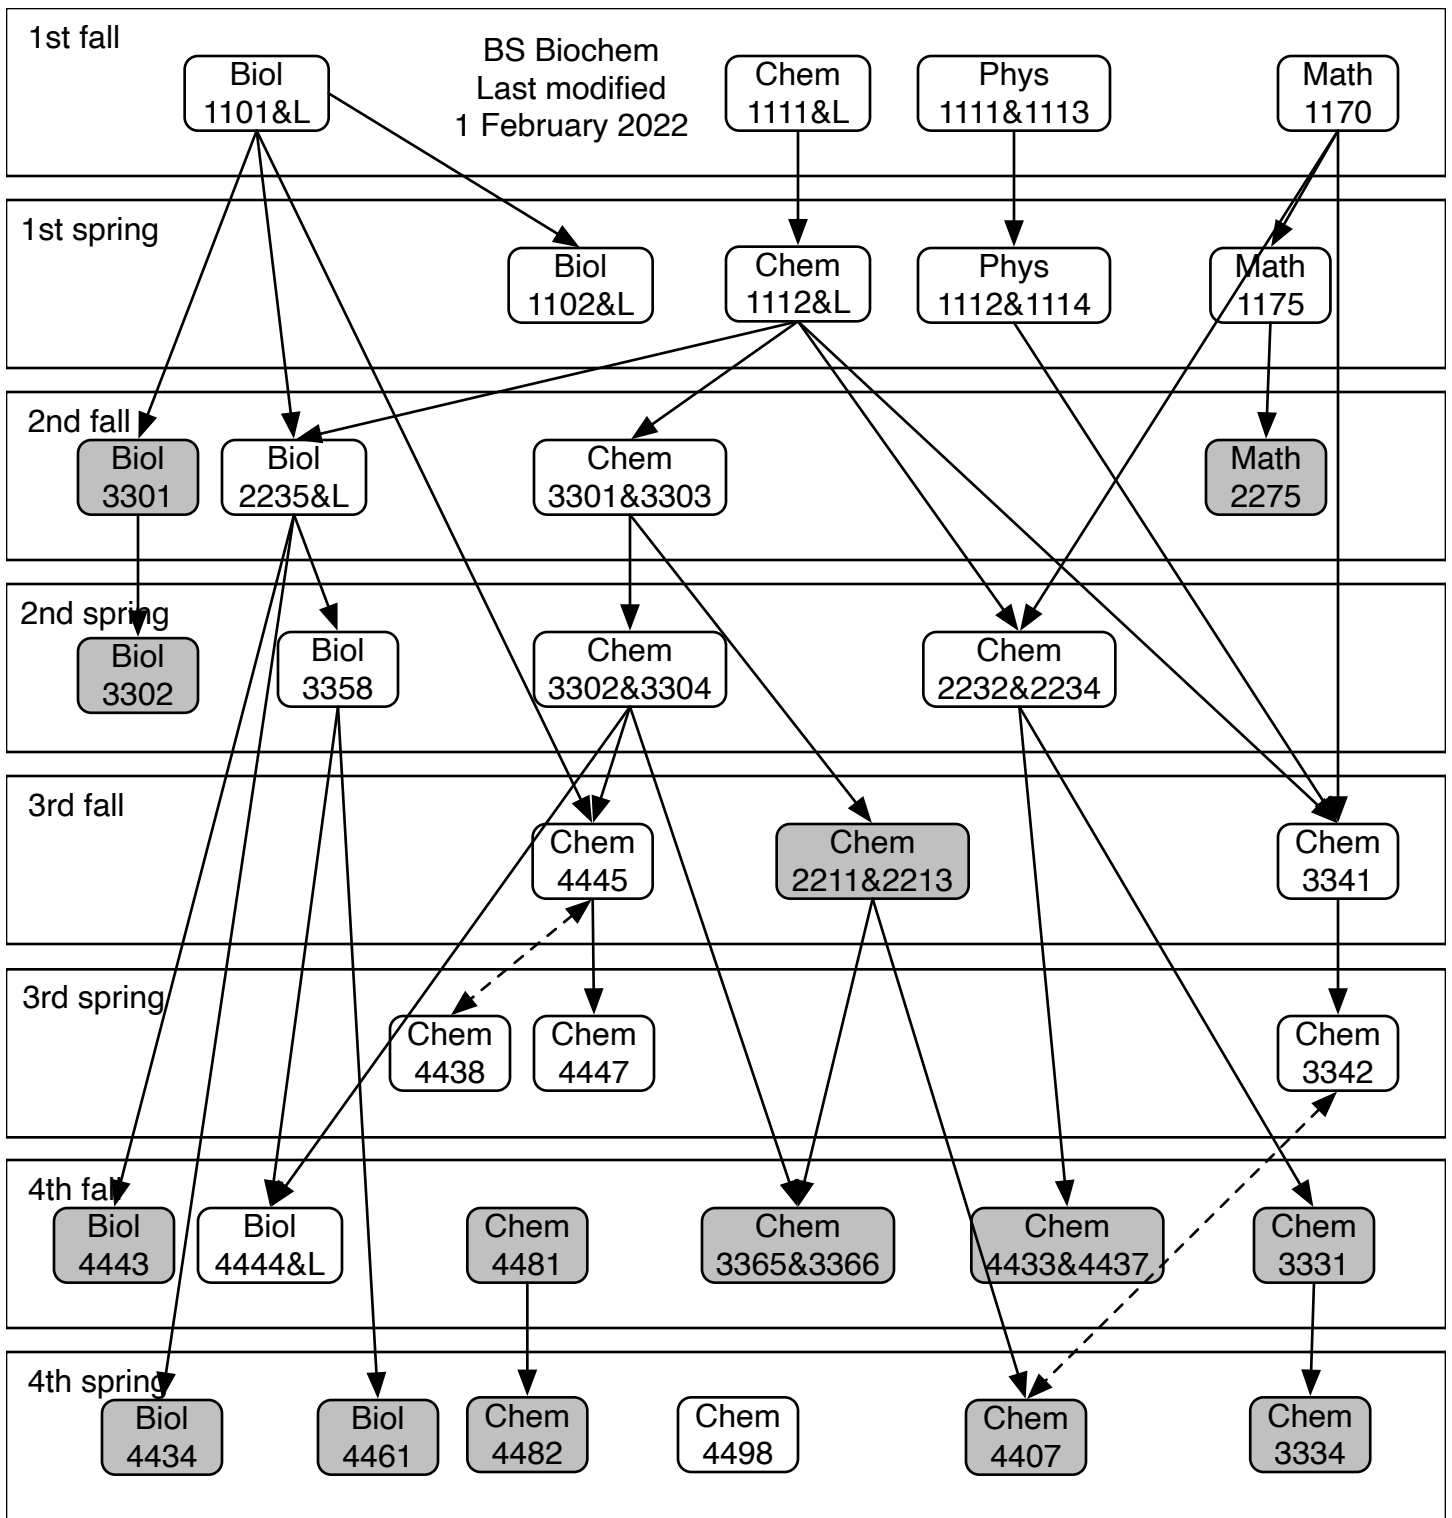 1st fall
BS Biochem
Last modified
1 February 2022
Biol
1101&L
Chem
1111&L
Phys
1111&1113
Math
1170
1st spring
Biol
1102&L
Chem
1112&L
Phys
1112&1114
Math
1175
2nd fall
Biol
3301
Biol
2235&L
Chem
3301&3303
Math
2275
2nd spring
Biol
3302
Biol
3358
Chem
3302&3304
Chem
2232&2234
3rd fall
Chem
4445
Chem
2211&2213
Chem
3341
3rd spring
Chem
4438
Chem
4447
Chem
3342
4th fall
Biol
4443
Biol
4444&L
Chem
4481
Chem
3365&3366
Chem
4433&4437
Chem
3331
4th spring
Biol
4434
Biol
4461
Chem
4482
Chem
4498
Chem
4407
Chem
3334